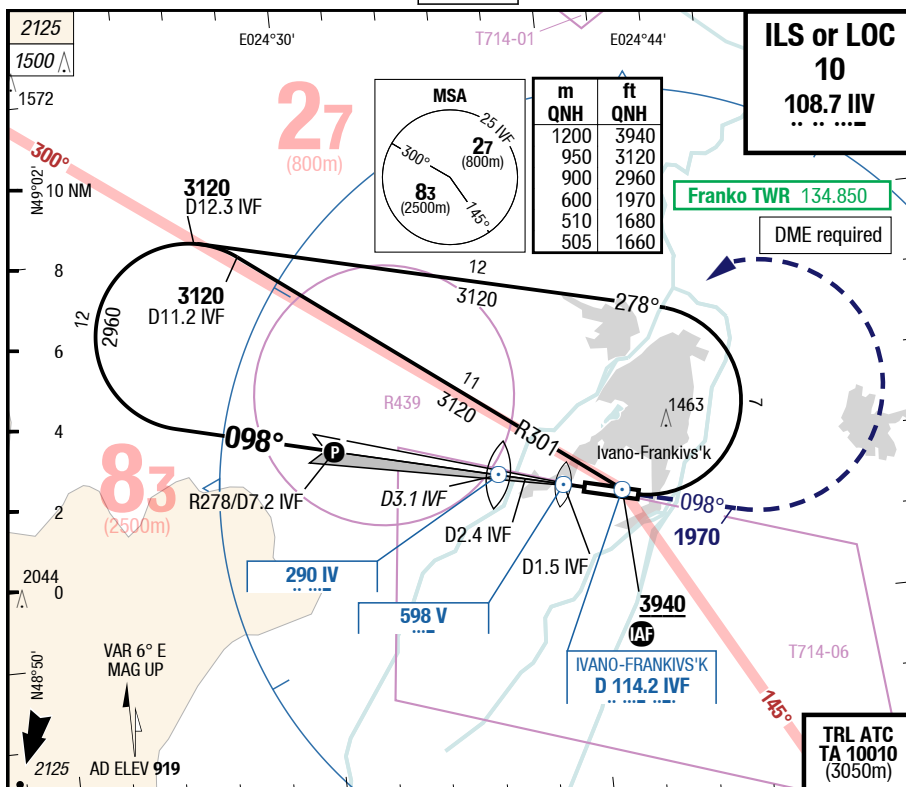 2125
1500
1572
E024°30'
T714-01
E024°44'
ILS or LOC
10
108.7 IIV
MSA
25 IVF
300°
27
(800m)
83
(2500m)
145°
m ft
QNH QNH
1200 3940
950 3120
900 2960
600 1970
510 1680
505 1660
27
(800m)
Franko TWR 134.850
DME required
300°
N49°02'
10 NM
3120
D12.3 IVF
3120
D11.2 IVF
12
3120
278°
8
12
2960
6
R439
11
3120
R301
7
1463
Ivano-Frankivs'k
4
098°
P
R278/D7.2 IVF
D3.1 IVF
D2.4 IVF
D1.5 IVF
098°
1970
83
(2500m)
2
290 IV
598 V
3940
IAF
2044
0
IVANO-FRANKIVS'K
D 114.2 IVF
T714-06
145°
VAR 6° E
MAG UP
N48°50'
2125
AD ELEV 919
TRL ATC
TA 10010
(3050m)